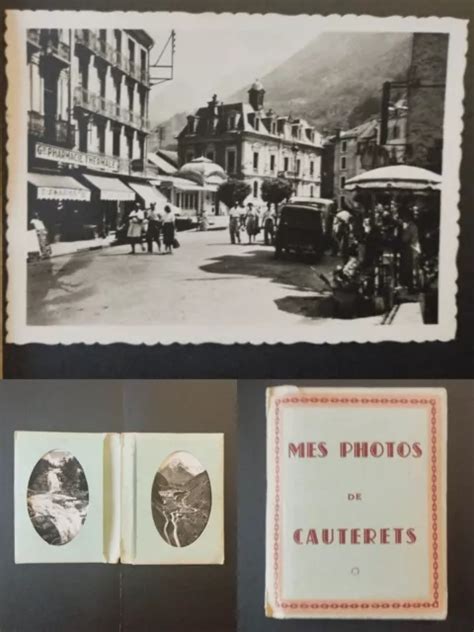 Gde PHARMACIE THERMALE
MES PHOTOS
DE
CAUTERETS